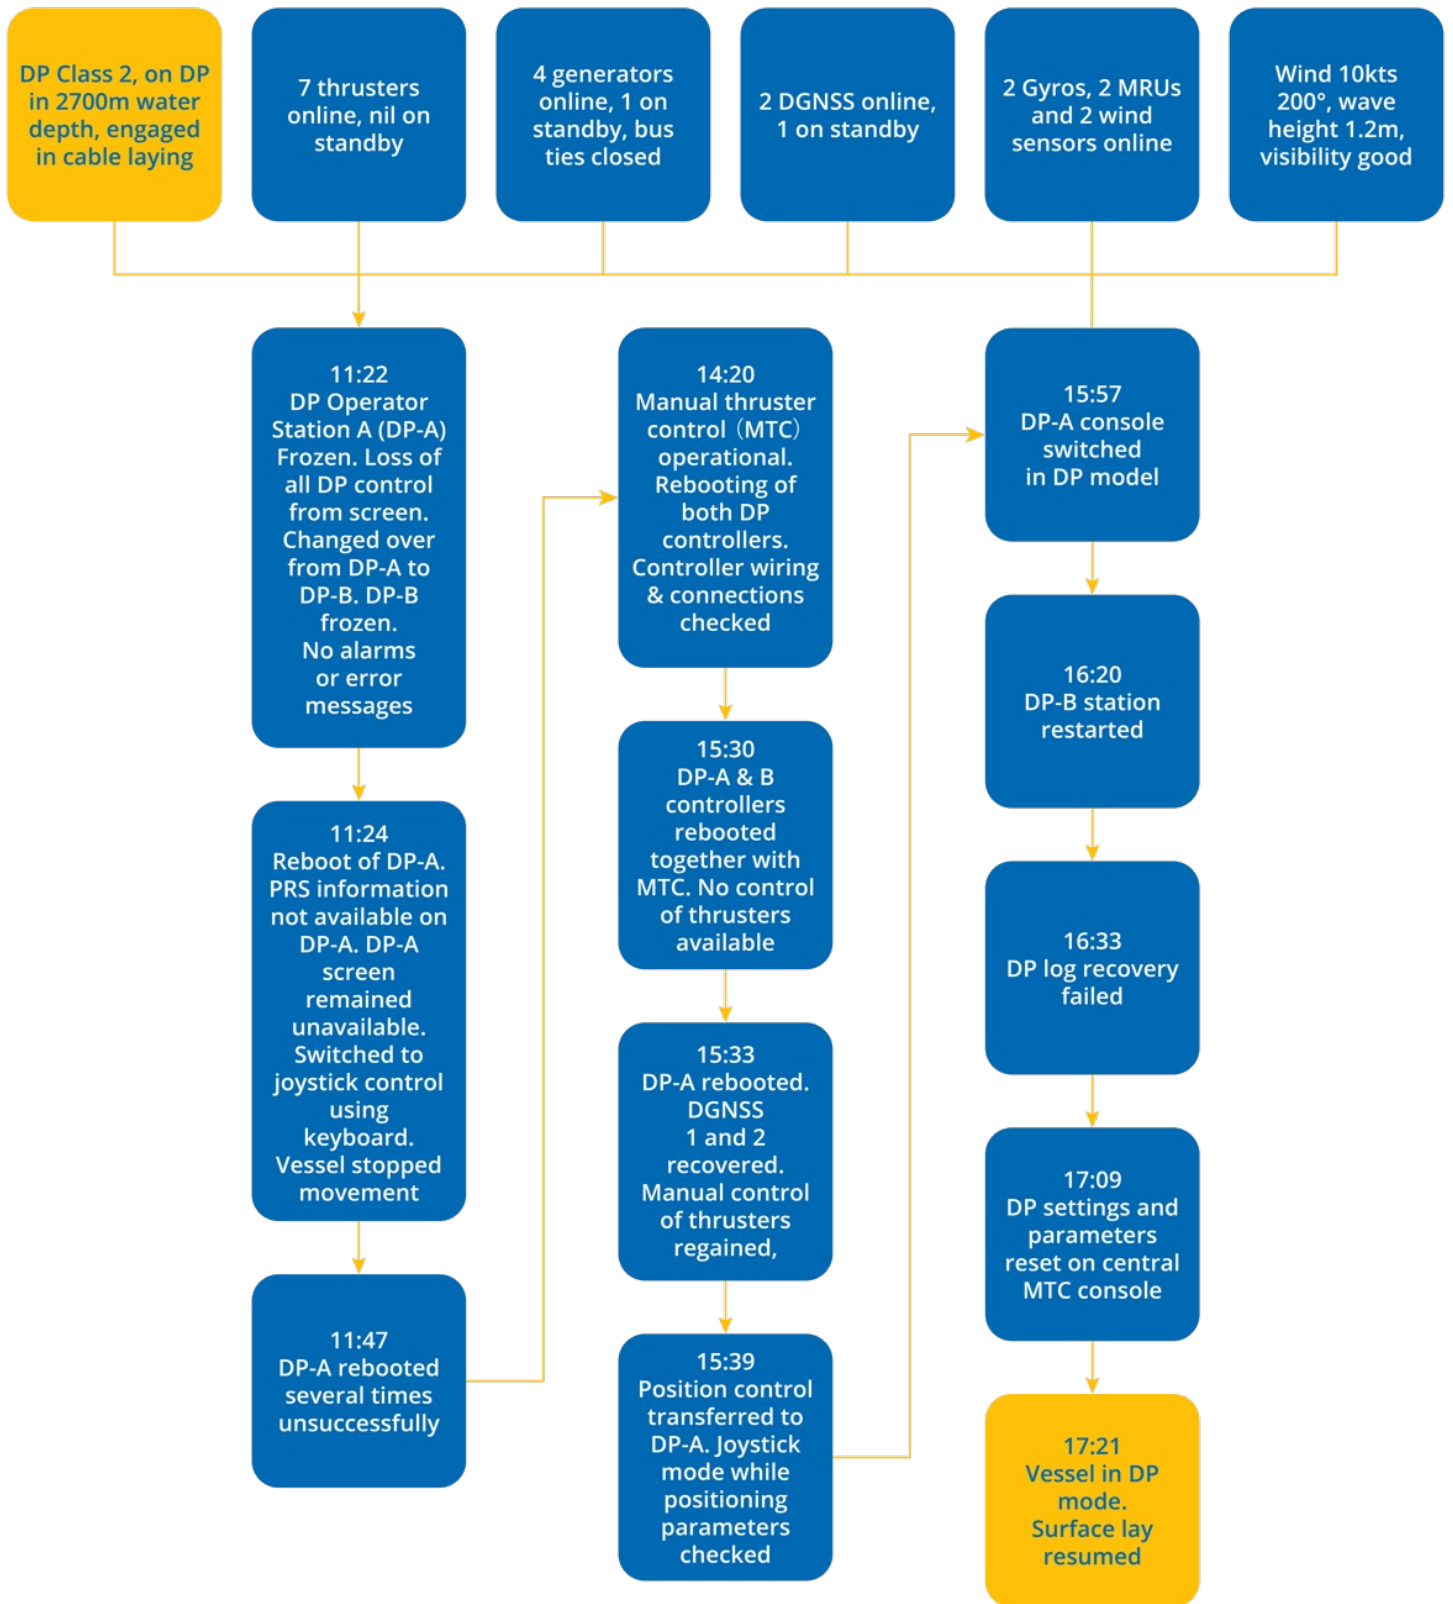 DP Class 2, on DP
in 2700m water
depth, engaged
in cable laying
7 thrusters
online, nil on
standby
4 generators
online, 1 on
standby, bus
ties closed
2 DGNSS online,
1 on standby
2 Gyros, 2 MRUs
and 2 wind
sensors online
Wind 10kts
200°, wave
height 1.2m,
visibility good
11:22
DP Operator
Station A (DP-A)
Frozen. Loss of
all DP control
from screen.
Changed over
from DP-A to
DP-B. DP-B
frozen.
No alarms
or error
messages
11:24
Reboot of DP-A.
PRS information
not available on
DP-A. DP-A
screen
remained
unavailable.
Switched to
joystick control
using
keyboard.
Vessel stopped
movement
11:47
DP-A rebooted
several times
unsuccessfully
14:20
Manual thruster
control（MTC）
operational.
Rebooting of
both DP
controllers.
Controller wiring
& connections
checked
15:30
DP-A & B
controllers
rebooted
together with
MTC. No control
of thrusters
available
15:33
DP-A rebooted.
DGNSS
1 and 2
recovered.
Manual control
of thrusters
regained,
15:39
Position control
transferred to
DP-A. Joystick
mode while
positioning
parameters
checked
15:57
DP-A console
switched
in DP model
16:20
DP-B station
restarted
16:33
DP log recovery
failed
17:09
DP settings and
parameters
reset on central
MTC console
17:21
Vessel in DP
mode.
Surface lay
resumed